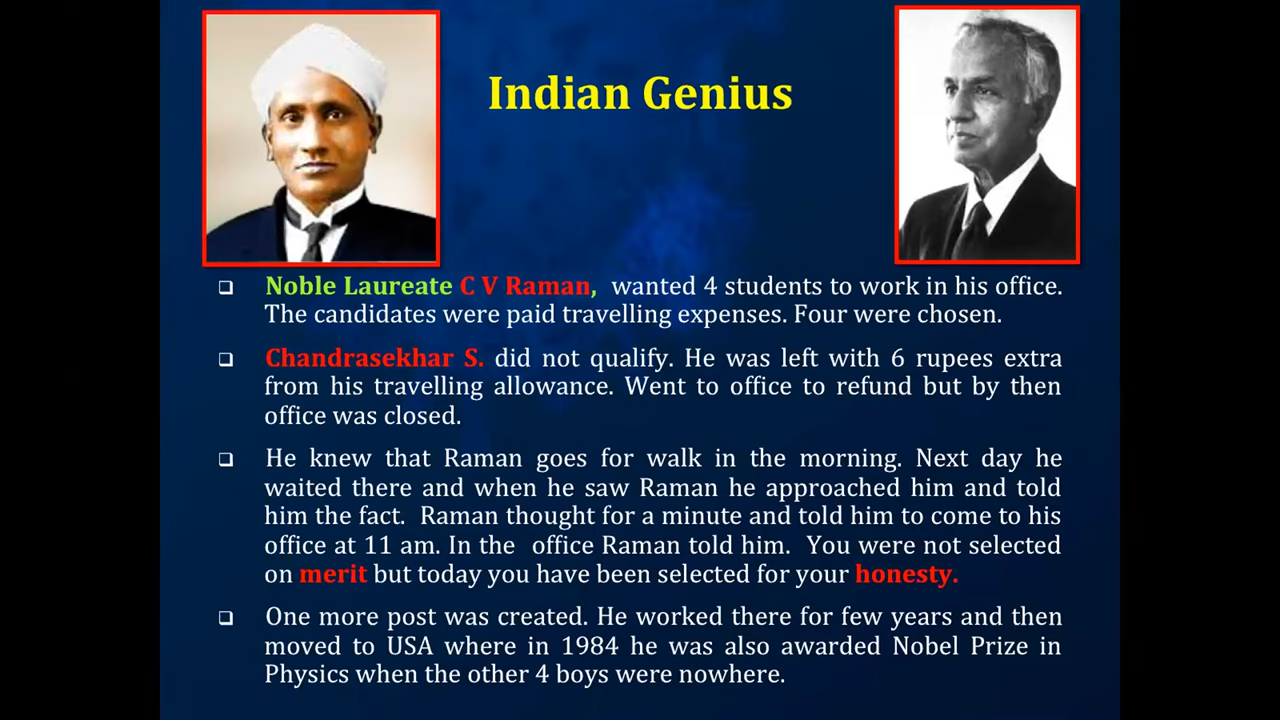 Indian Genius
Noble Laureate C V Raman, wanted 4 students to work in his office.
The candidates were paid travelling expenses. Four were chosen.
Chandrasekhar S. did not qualify. He was left with 6 rupees extra
from his travelling allowance. Went to office to refund but by then
office was closed.
He knew that Raman goes for walk in the morning. Next day he
waited there and when he saw Raman he approached him and told
him the fact. Raman thought for a minute and told him to come to his
office at 11 am. In the office Raman told him. You were not selected
on merit but today you have been selected for your honesty.
One more post was created. He worked there for few years and then
moved to USA where in 1984 he was also awarded Nobel Prize in
Physics when the other 4 boys were nowhere.